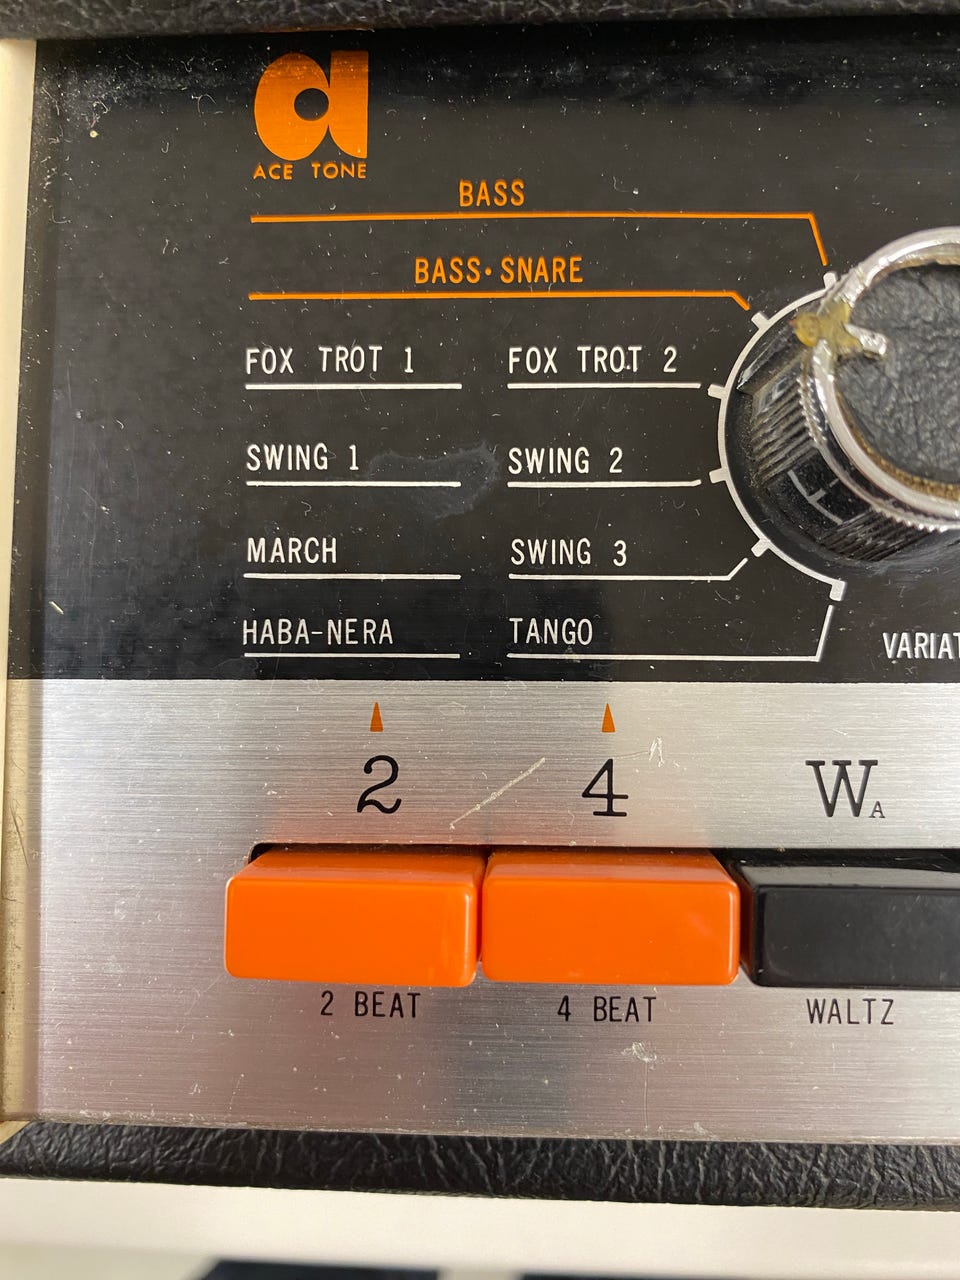 a
ACE TONE
BASS
BASS·SNARE
FOX TROT 1 FOX TROT 2
SWING 1 SWING 2
MARCH SWING 3
HABA-NERA TANGO
VARIAT
2 4 WA
2 BEAT 4 BEAT WALTZ